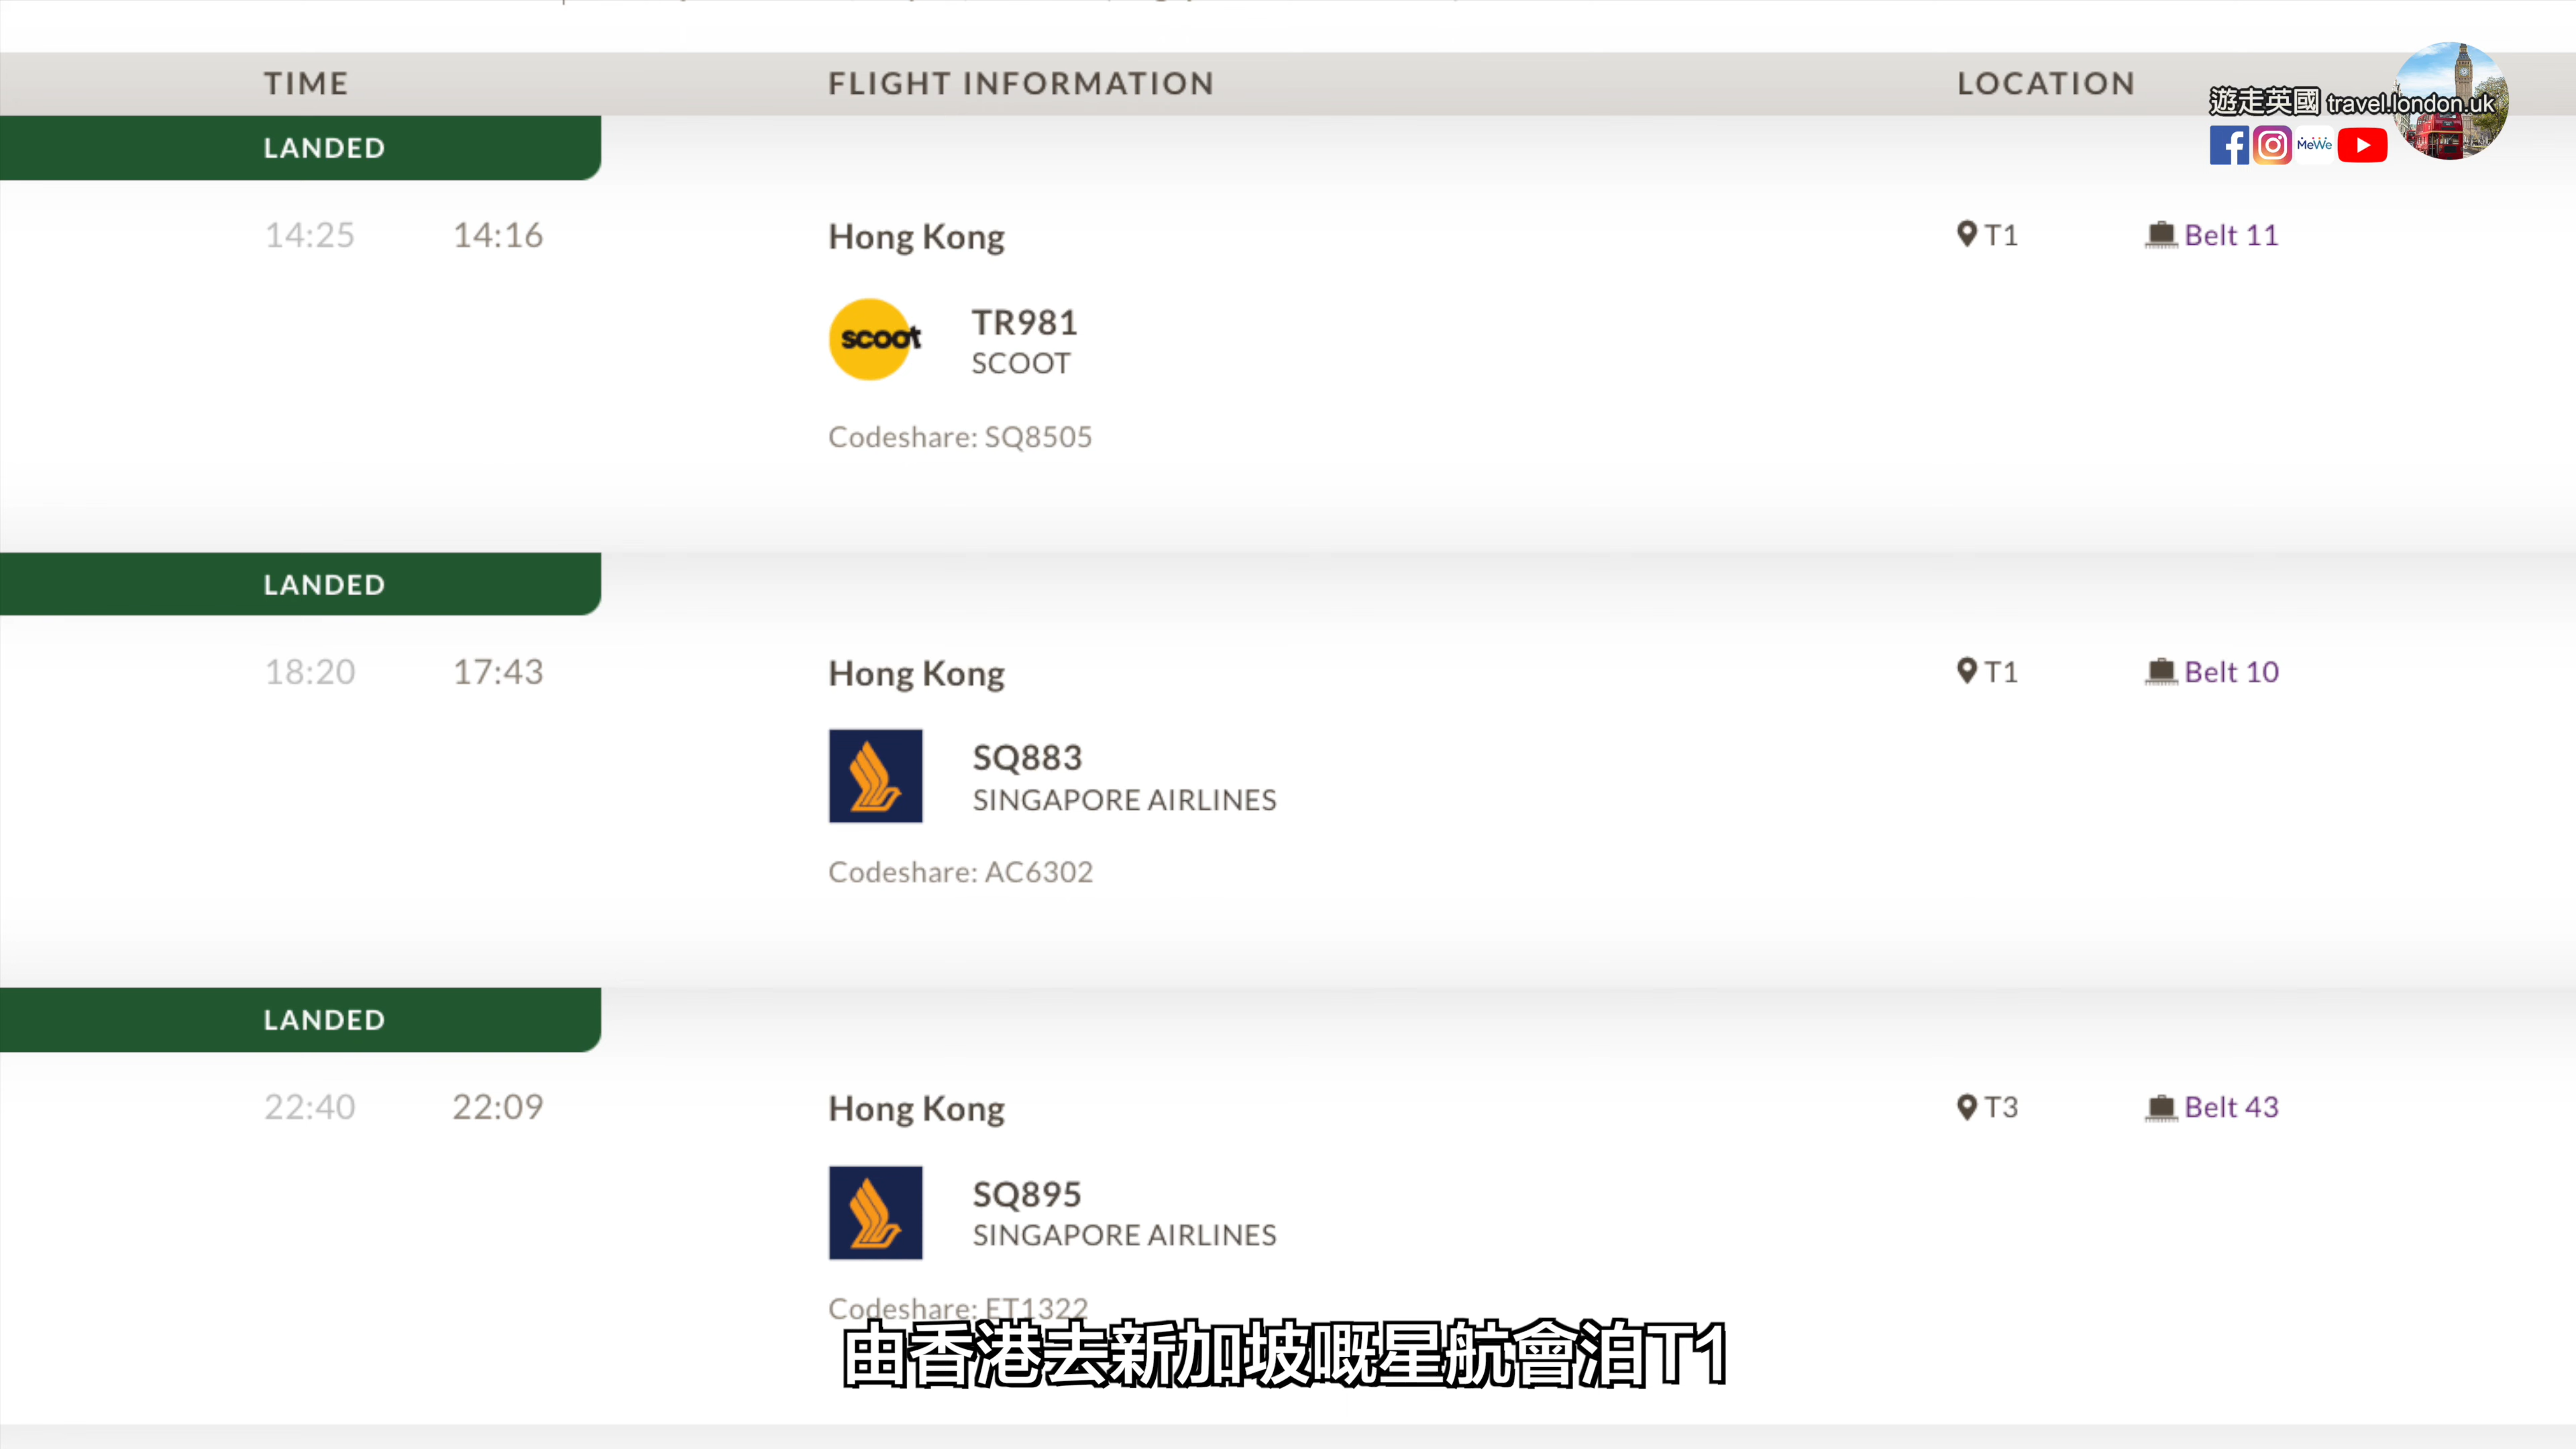 TIME FLIGHT INFORMATION LOCATION
遊走英國 travel.london.uk
MeWe
LANDED
14:25 14:16 Hong Kong T1 Belt 11
scoot TR981
SCOOT
Codeshare: SQ8505
LANDED
18:20 17:43 Hong Kong T1 Belt 10
SQ883
SINGAPORE AIRLINES
Codeshare: AC6302
LANDED
22:40 22:09 Hong Kong T3 Belt 43
SQ895
SINGAPORE AIRLINES
Codeshare: ET1322
由香港去新加坡嘅星航會泊T1